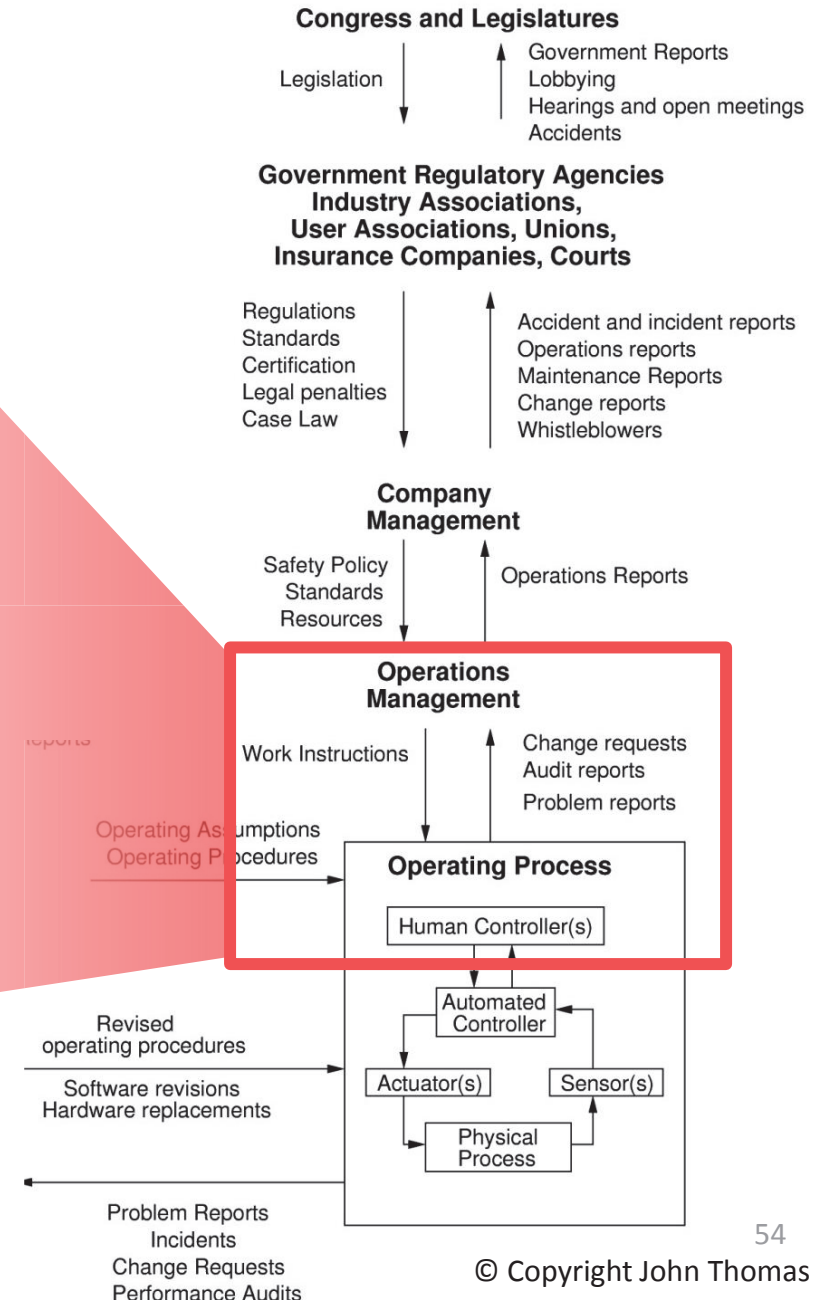 Congress and Legislatures
Legislation
Government Reports
Lobbying
Hearings and open meetings
Accidents
Government Regulatory Agencies
Industry Associations,
User Associations, Unions,
Insurance Companies, Courts
Regulations
Standards
Certification
Legal penalties
Case Law
Accident and incident reports
Operations reports
Maintenance Reports
Change reports
Whistleblowers
Company
Management
Safety Policy
Standards
Resources
Operations Reports
Operations
Management
Work Instructions
Change requests
Audit reports
Problem reports
Operating Assumptions
Operating Procedures
Operating Process
Human Controller(s)
Automated
Controller
Actuator(s)
Sensor(s)
Physical
Process
Revised
operating procedures
Software revisions
Hardware replacements
Problem Reports
Incidents
Change Requests
Performance Audits
54
© Copyright John Thomas